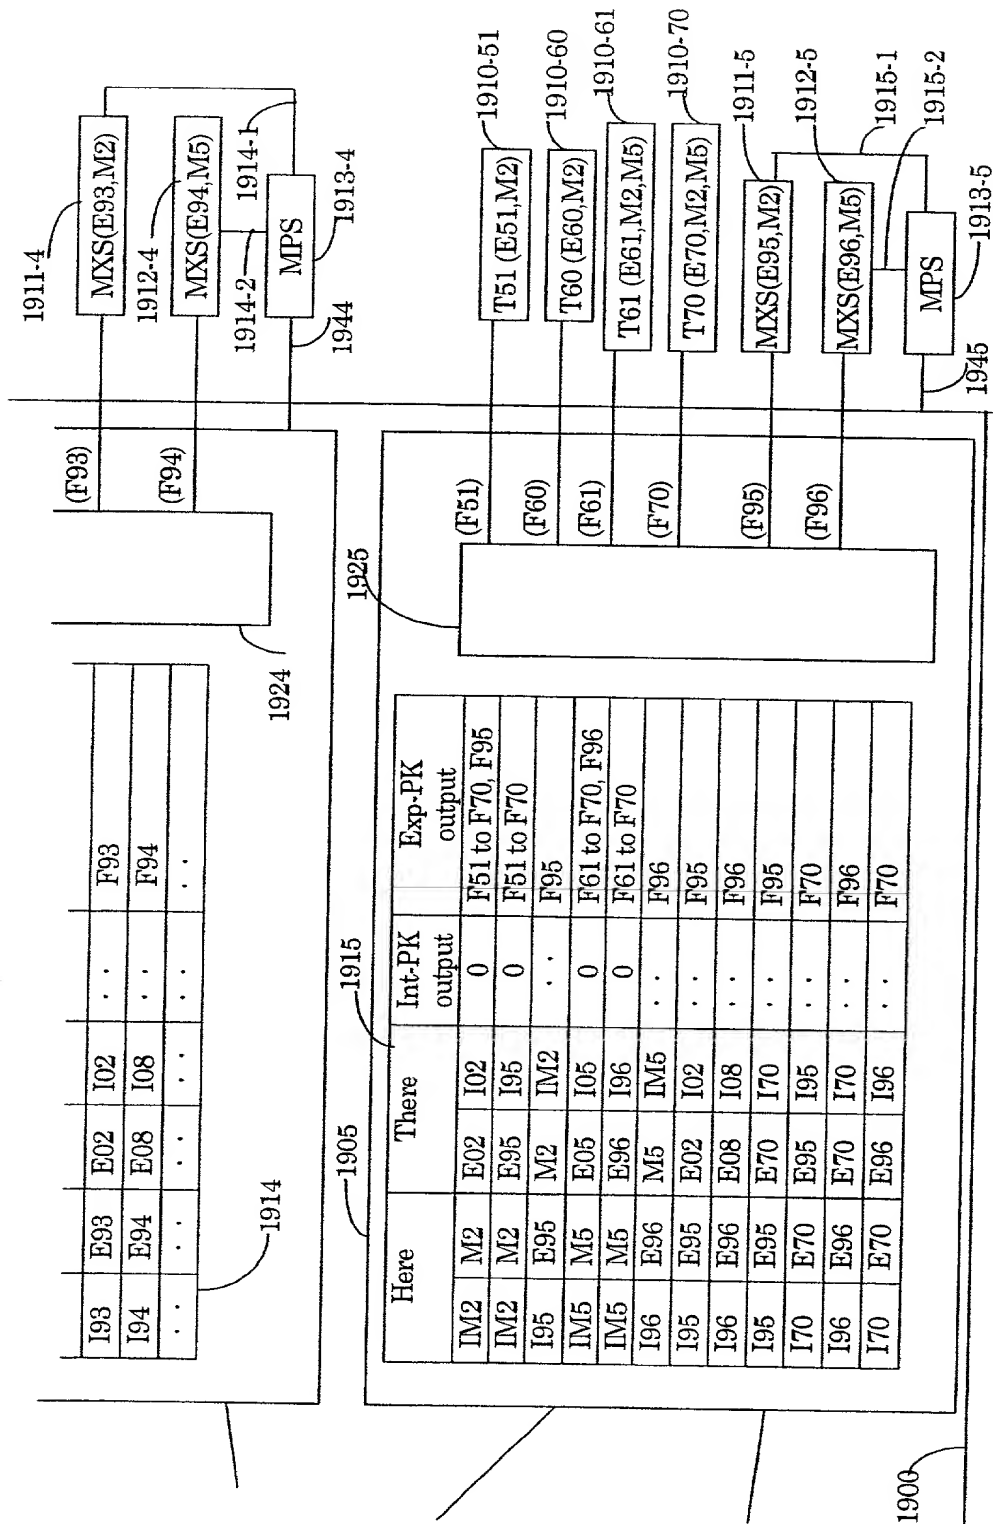 I93 E93 E02 I02 . . F93
I94 E94 E08 I08 . . F94
. . . . . . . . . . . .
1914
1924
(F93)
(F94)
1911-4
MXS(E93,M2)
1912-4
MXS(E94,M5)
1914-2
1914-1
MPS
1913-4
1944
1905
1915
1925
Here There Int-PK output Exp-PK output
IM2 M2 E02 I02 0 F51 to F70, F95
IM2 M2 E95 I95 0 F51 to F70
I95 E95 M2 IM2 . . F95
IM5 M5 E05 I05 0 F61 to F70, F96
IM5 M5 E96 I96 0 F61 to F70
I96 E96 M5 IM5 . . F96
I95 E95 E02 I02 . . F95
I96 E96 E08 I08 . . F96
I95 E95 E70 I70 . . F95
I70 E70 E95 I95 . . F70
I96 E96 E70 I70 . . F96
I70 E70 E96 I96 . . F70
(F51)
(F60)
(F61)
(F70)
(F95)
(F96)
T51 (E51,M2)
1910-51
T60 (E60,M2)
1910-60
T61 (E61,M2,M5)
1910-61
T70 (E70,M2,M5)
1910-70
MXS(E95,M2)
1911-5
MXS(E96,M5)
1912-5
1915-1
1915-2
MPS
1913-5
1945
1900